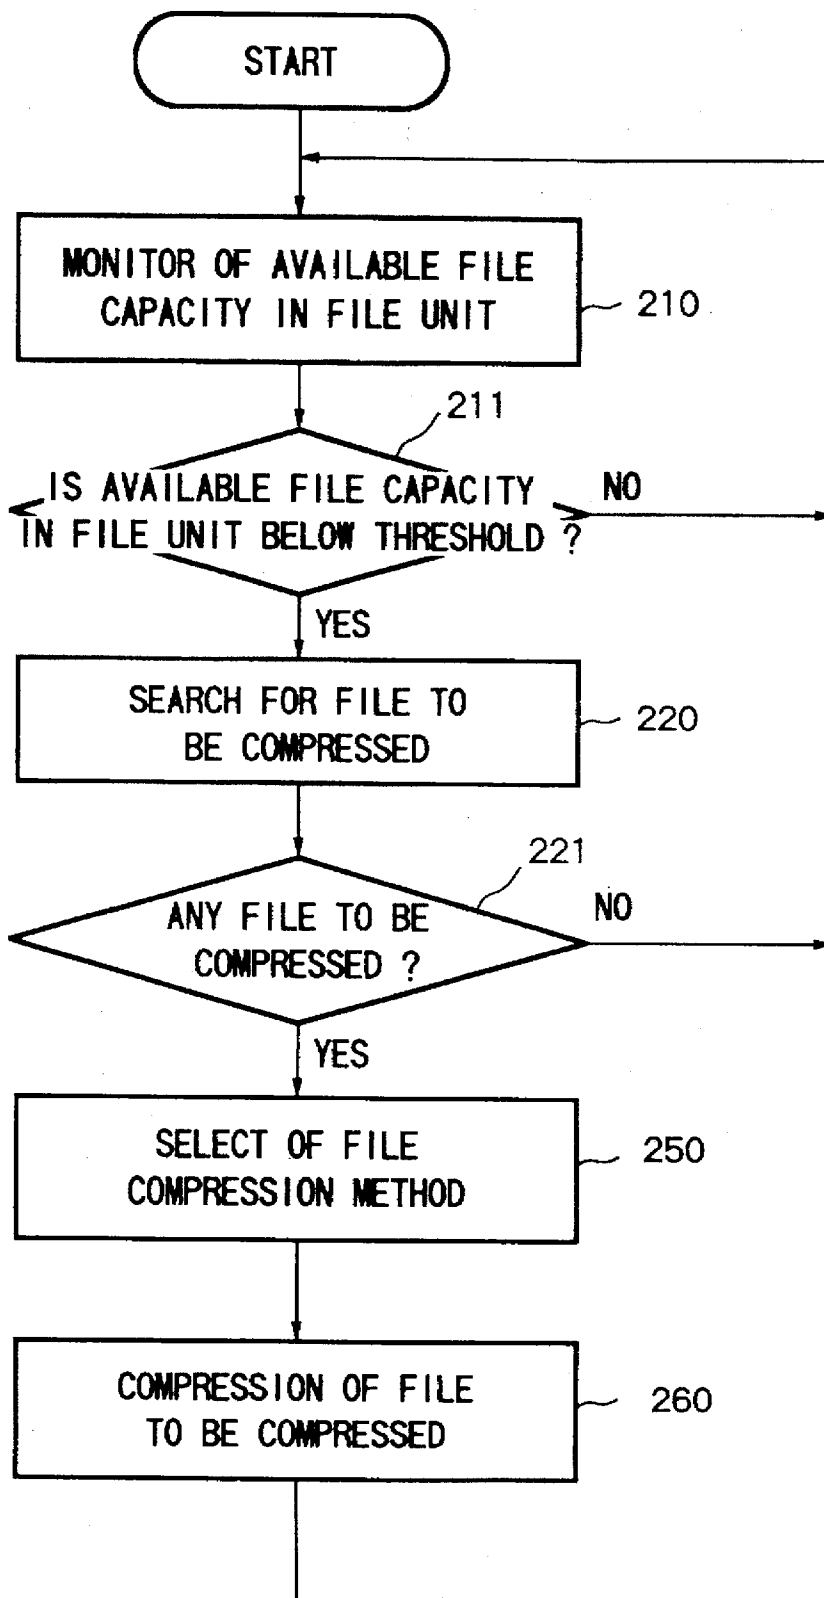 START
MONITOR OF AVAILABLE FILE
CAPACITY IN FILE UNIT
210
211
IS AVAILABLE FILE CAPACITY
IN FILE UNIT BELOW THRESHOLD ?
NO
YES
SEARCH FOR FILE TO
BE COMPRESSED
220
221
ANY FILE TO BE
COMPRESSED ?
NO
YES
SELECT OF FILE
COMPRESSION METHOD
250
COMPRESSION OF FILE
TO BE COMPRESSED
260